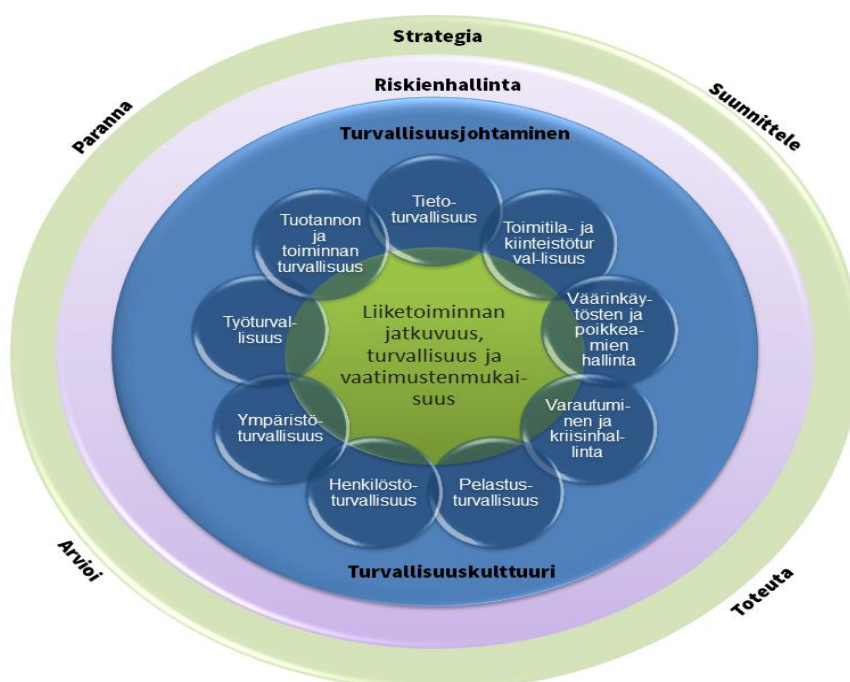 Strategia
Suunnittele
Toteuta
Arvioi
Paranna
Riskienhallinta
Turvallisuusjohtaminen
Tieto-
turvallisuus
Toimitila- ja
kiinteistötur
val-lisuus
Väärinkäy-
tösten ja
poikkea-
mien
hallinta
Varautumi-
nen ja
kriisinhal-
linta
Pelastus-
turvallisuus
Henkilöstö-
turvallisuus
Ympäristö-
turvallisuus
Työturval-
lisuus
Tuotannon
ja
toiminnan
turvallisuus
Liiketoiminnan
jatkuvuus,
turvallisuus ja
vaatimustenmukai-
suus
Turvallisuuskulttuuri